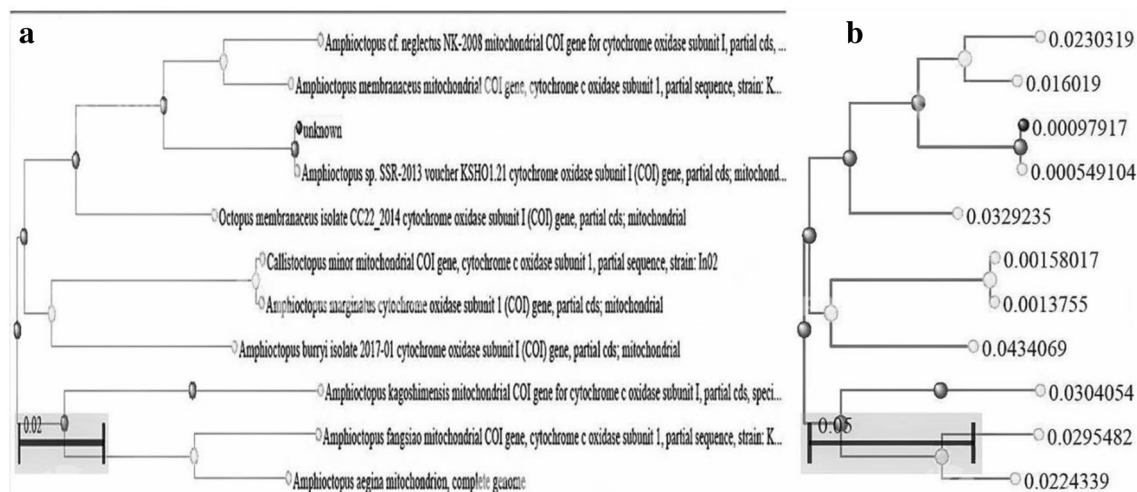 a
Amphioctopus cf. neglectus NK-2008 mitochondrial COI gene for cytochrome oxidase subunit I, partial cds, ...
Amphioctopus membranaceus mitochondrial COI gene, cytochrome c oxidase subunit 1, partial sequence, strain: K...
unknown
Amphioctopus sp. SSR-2013 voucher KSHO1.21 cytochrome oxidase subunit I (COI) gene, partial cds; mitochond...
Octopus membranaceus isolate CC22_2014 cytochrome oxidase subunit I (COI) gene, partial cds; mitochondrial
Callistoctopus minor mitochondrial COI gene, cytochrome c oxidase subunit 1, partial sequence, strain: In02
Amphioctopus marginatus cytochrome oxidase subunit 1 (COI) gene, partial cds; mitochondrial
Amphioctopus burryi isolate 2017-01 cytochrome oxidase subunit I (COI) gene, partial cds; mitochondrial
Amphioctopus kagoshimensis mitochondrial COI gene for cytochrome c oxidase subunit I, partial cds, speci...
0.02
Amphioctopus fangsiao mitochondrial COI gene, cytochrome c oxidase subunit 1, partial sequence, strain: K...
Amphioctopus aegina mitochondrion, complete genome
b
0.0230319
0.016019
0.00097917
0.000549104
0.0329235
0.00158017
0.0013755
0.0434069
0.0304054
0.05
0.0295482
0.0224339